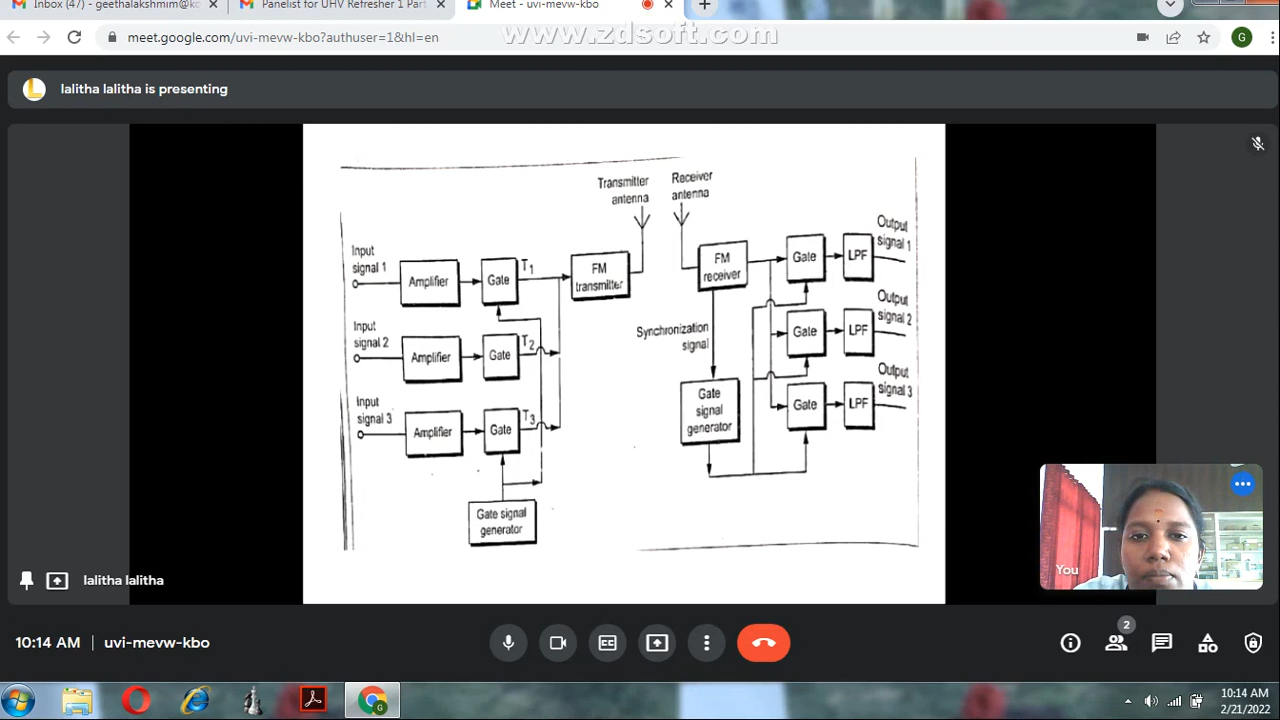 Inbox (47) - geethalakshmim@kc
Panelist for UHV Refresher 1 Part
Meet - uvi-mevw-kbo
meet.google.com/uvi-mevw-kbo?authuser=1&hl=en
www.zdsoft.com
G
L
lalitha lalitha is presenting
Transmitter
antenna
Receiver
antenna
Input
signal 1
Amplifier
Gate
T1
FM
transmitter
FM
receiver
Gate
LPF
Output
signal 1
Input
signal 2
Amplifier
Gate
T2
Synchronization
signal
Gate
LPF
Output
signal 2
Input
signal 3
Amplifier
Gate
T3
Gate
signal
generator
Gate
LPF
Output
signal 3
Gate signal
generator
You
lalitha lalitha
10:14 AM | uvi-mevw-kbo
2
G
10:14 AM
2/21/2022